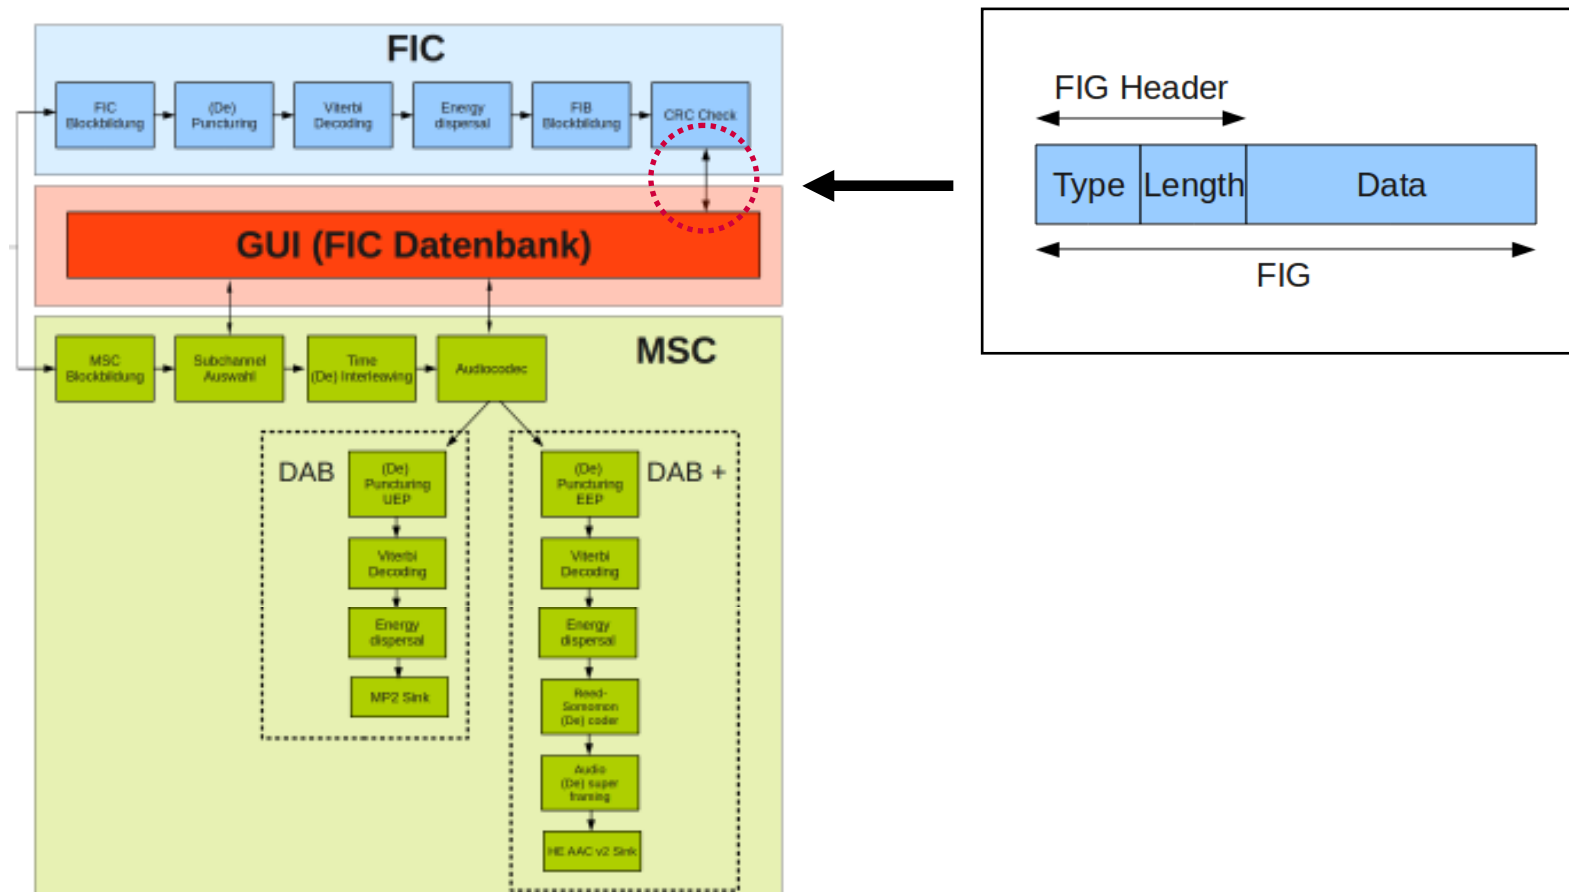 FIC
FIC
Blockbildung
(De)
Puncturing
Viterbi
Decoding
Energy
dispersal
FIB
Blockbildung
CRC Check
GUI (FIC Datenbank)
MSC
MSC
Blockbildung
Subchannel
Auswahl
Time
(De) Interleaving
Audiocodec
DAB
(De)
Puncturing
UEP
Viterbi
Decoding
Energy
dispersal
MP2 Sink
DAB +
(De)
Puncturing
EEP
Viterbi
Decoding
Energy
dispersal
Reed-
Somomon
(De) coder
Audio
(De) super
framing
HE AAC v2 Sink
FIG Header
Type
Length
Data
FIG